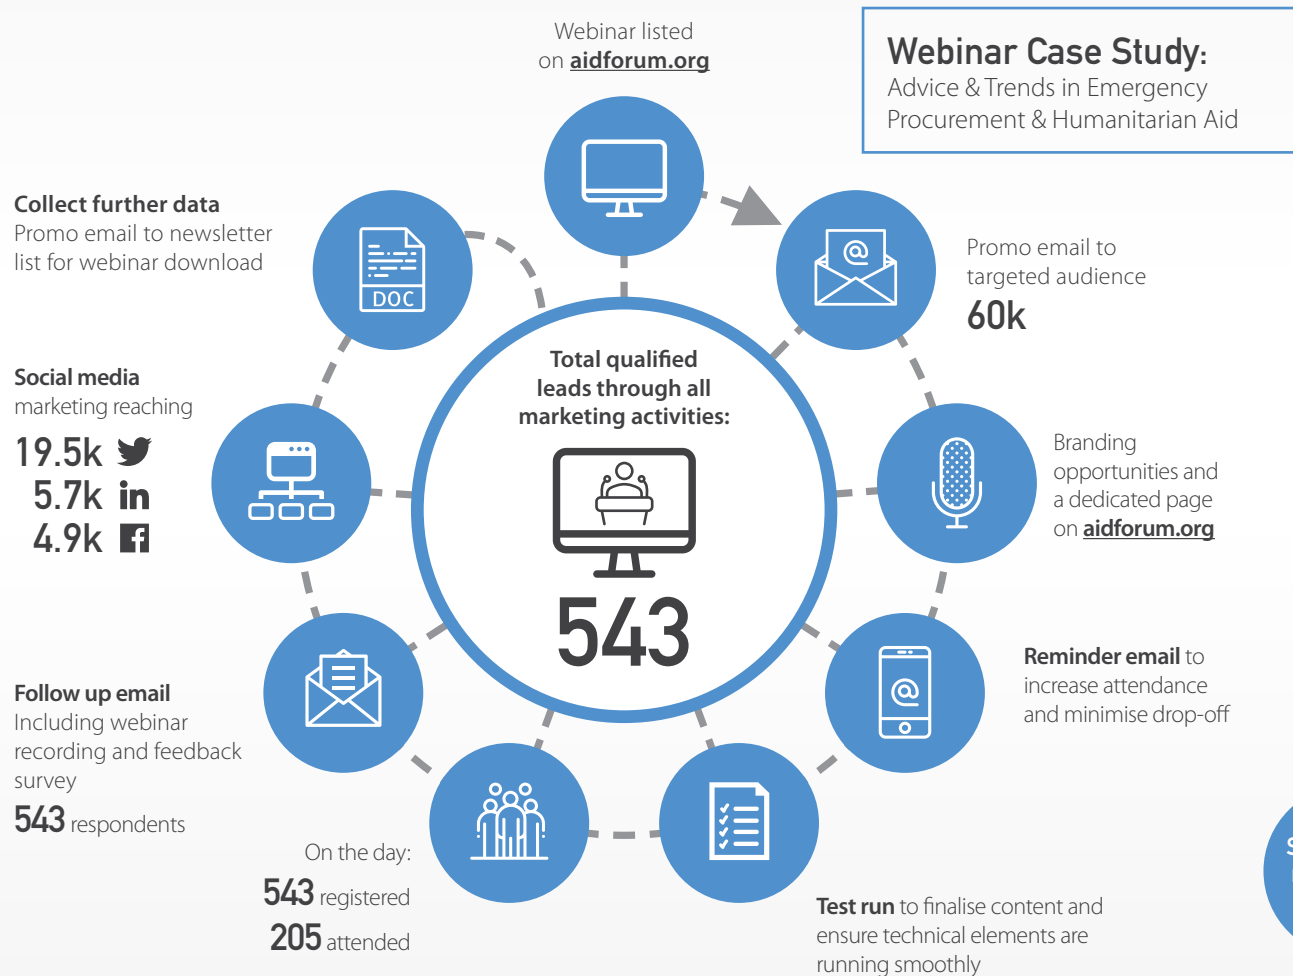 Webinar listed
on aidforum.org
Webinar Case Study:
Advice & Trends in Emergency
Procurement & Humanitarian Aid
Promo email to
targeted audience
60k
Branding
opportunities and
a dedicated page
on aidforum.org
Reminder email to
increase attendance
and minimise drop-off
Test run to finalise content and
ensure technical elements are
running smoothly
On the day:
543 registered
205 attended
Follow up email
Including webinar
recording and feedback
survey
543 respondents
Social media
marketing reaching
19.5k
5.7k in
4.9k f
Collect further data
Promo email to newsletter
list for webinar download
DOC
@
@
Total qualified
leads through all
marketing activities:
543